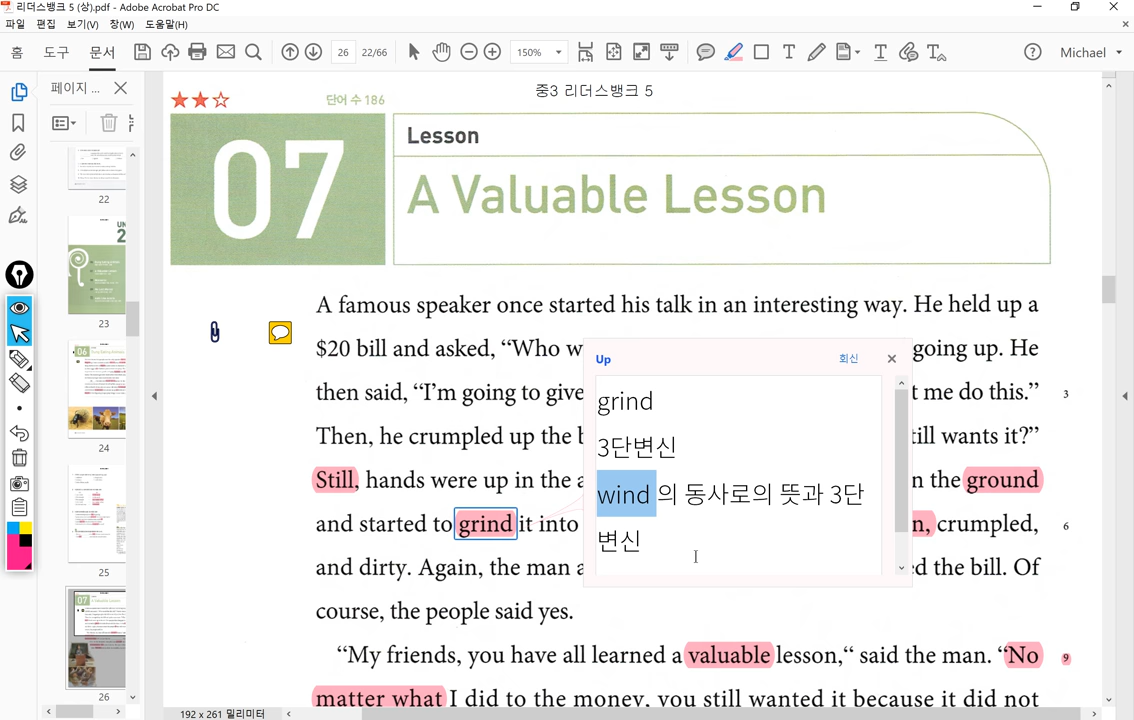 리더스뱅크 5 (상).pdf - Adobe Acrobat Pro DC
파일 편집 보기(V) 창(W) 도움말(H)
홈 도구 문서 26 22/66 150% Michael
페이지 ...
22
UN
2
23
24
25
26
192 x 261 밀리미터
중3 리더스뱅크 5
단어 수 186
07
Lesson
A Valuable Lesson
A famous speaker once started his talk in an interesting way. He held up a
$20 bill and asked, “Who w going up. He
then said, “I’m going to give t me do this.” 3
Then, he crumpled up the b till wants it?”
Still, hands were up in the a n the ground
and started to grind it into n, crumpled, 6
and dirty. Again, the man a d the bill. Of
course, the people said yes.
“My friends, you have all learned a valuable lesson,“ said the man. “No 9
matter what I did to the money, you still wanted it because it did not
Up 회신
grind
3단변신
wind 의 동사로의 뜻과 3단
변신